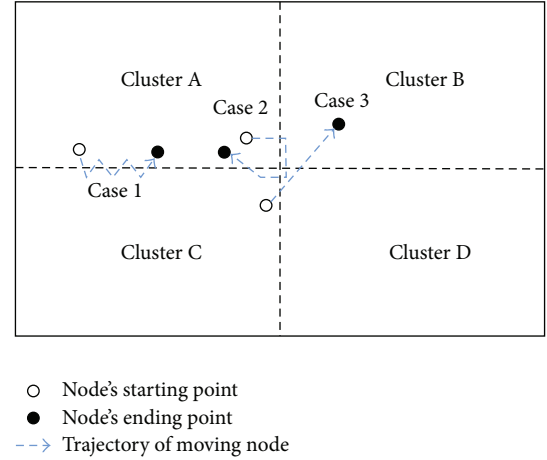 Cluster A
Cluster B
Case 2
Case 3
Case 1
Cluster C
Cluster D
Node's starting point
Node's ending point
Trajectory of moving node